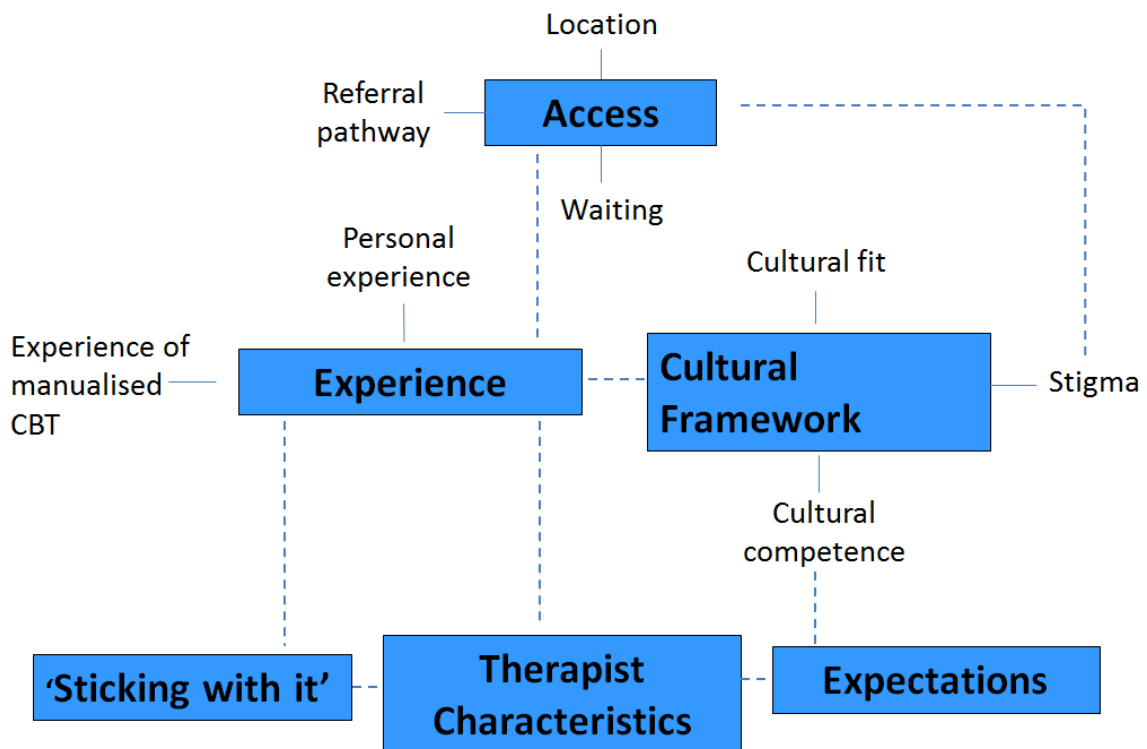 Location
Referral
pathway
Access
Waiting
Personal
experience
Cultural fit
Experience of
manualised
CBT
Experience
Cultural
Framework
Stigma
Cultural
competence
‘Sticking with it’
Therapist
Characteristics
Expectations